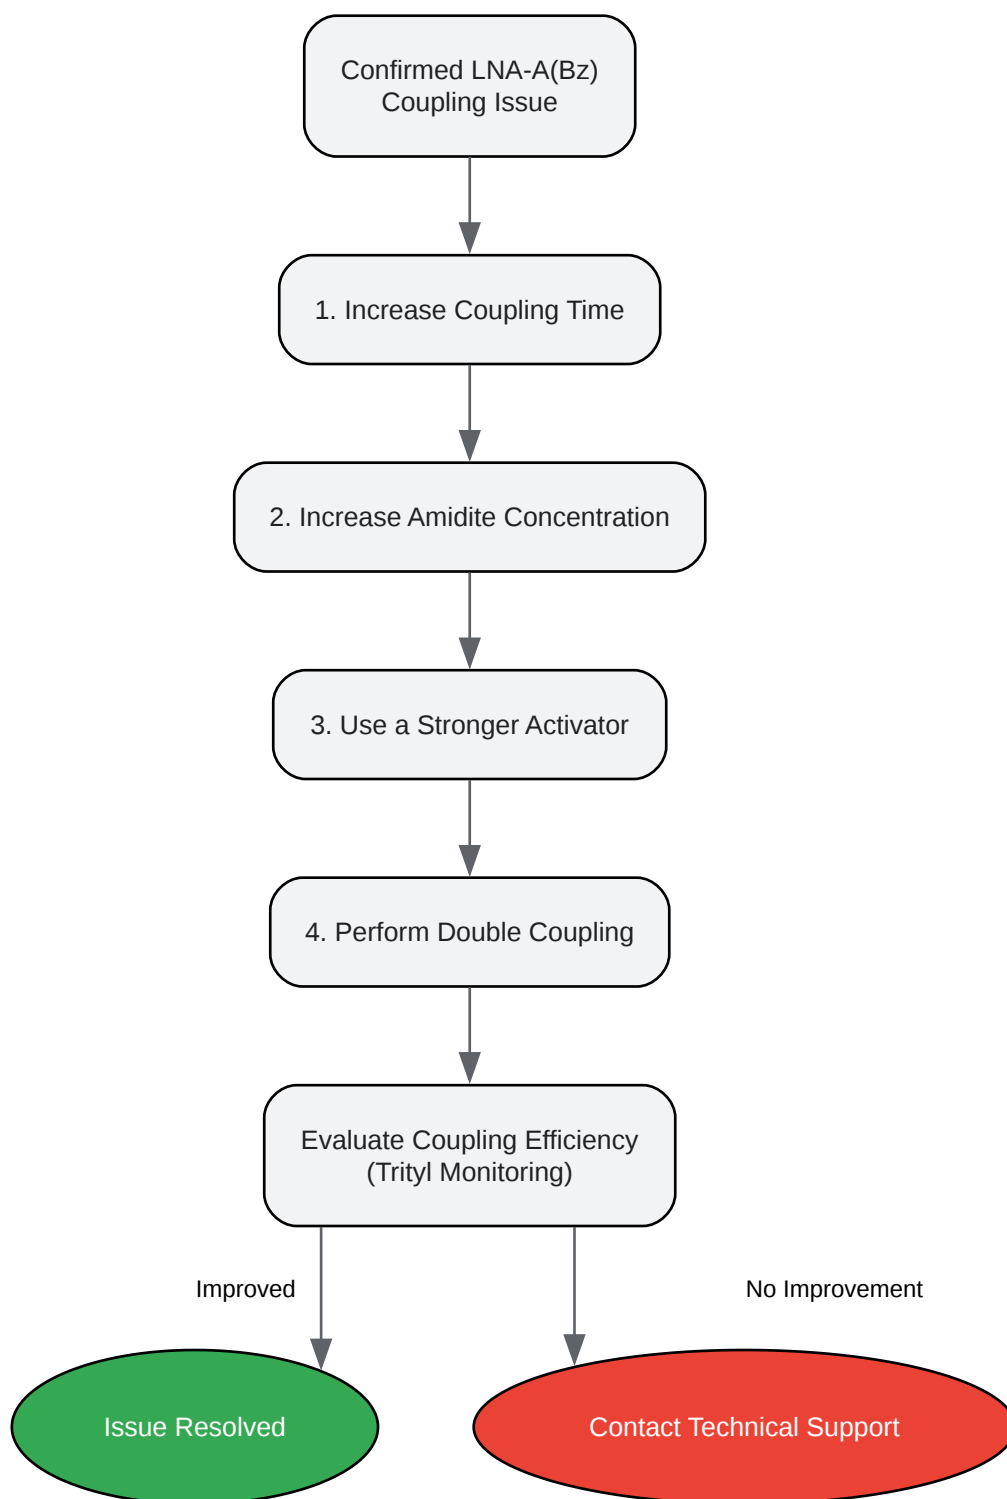 Confirmed LNA-A(Bz)
Coupling Issue
1. Increase Coupling Time
2. Increase Amidite Concentration
3. Use a Stronger Activator
4. Perform Double Coupling
Evaluate Coupling Efficiency
(Trityl Monitoring)
Improved
No Improvement
Issue Resolved
Contact Technical Support